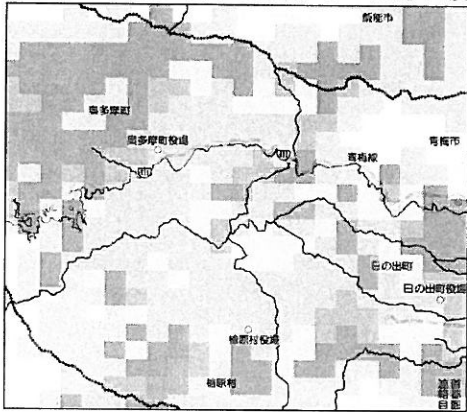 飯能市
奥多摩町
奥多摩町役場
青梅線
青梅市
日の出町
日の出町役場
檜原村役場
檜原村